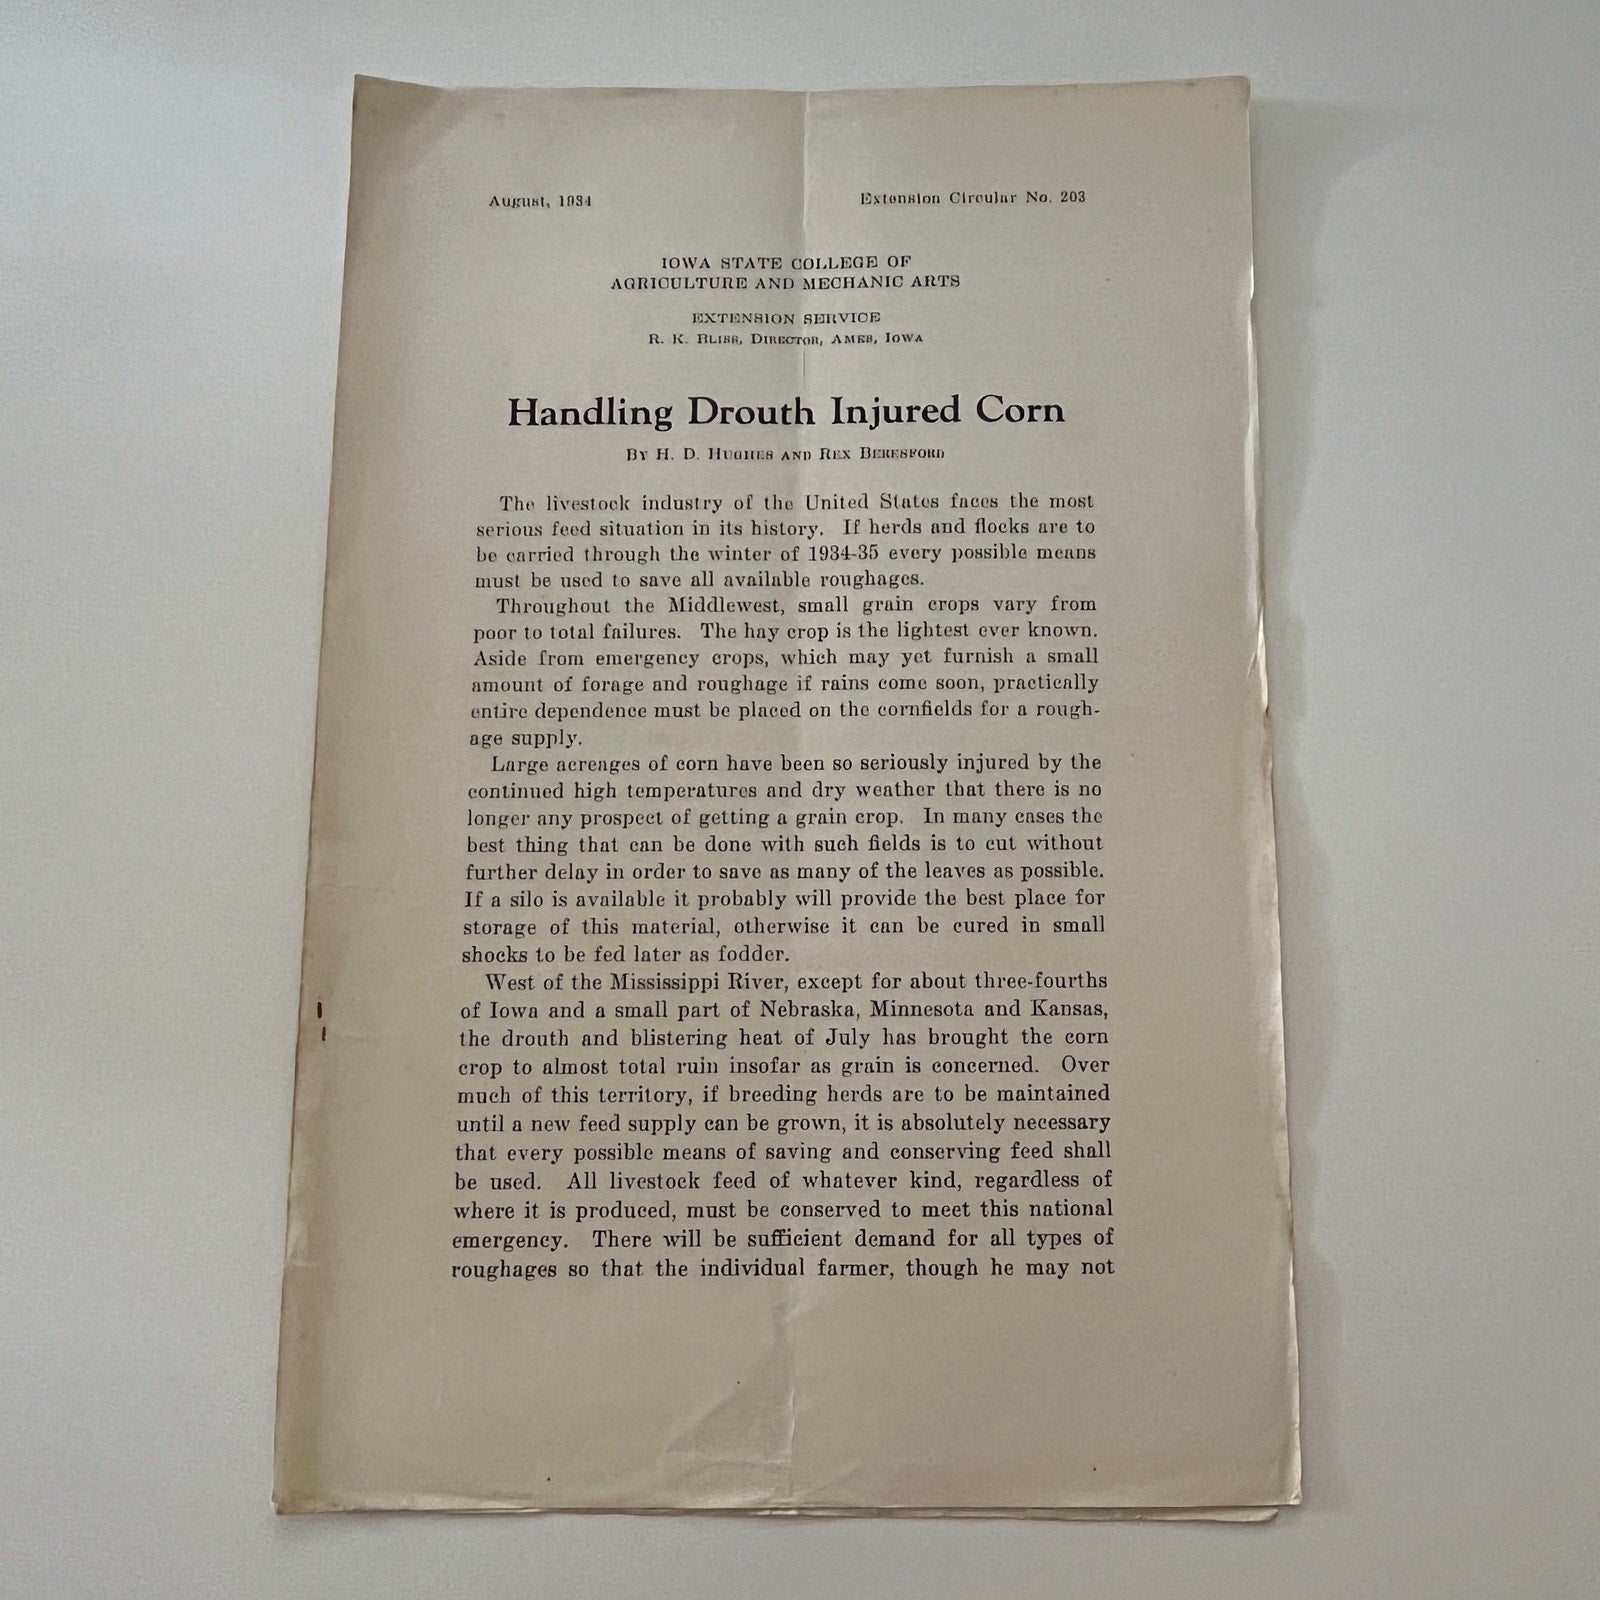 August, 1934
Extension Circular No. 203
IOWA STATE COLLEGE OF
AGRICULTURE AND MECHANIC ARTS
EXTENSION SERVICE
R. K. BLISS, DIRECTOR, AMES, IOWA
Handling Drouth Injured Corn
BY H. D. HUGHES AND REX BERESFORD
The livestock industry of the United States faces the most
serious feed situation in its history. If herds and flocks are to
be carried through the winter of 1934-35 every possible means
must be used to save all available roughages.
Throughout the Middlewest, small grain crops vary from
poor to total failures. The hay crop is the lightest ever known.
Aside from emergency crops, which may yet furnish a small
amount of forage and roughage if rains come soon, practically
entire dependence must be placed on the cornfields for a rough-
age supply.
Large acreages of corn have been so seriously injured by the
continued high temperatures and dry weather that there is no
longer any prospect of getting a grain crop. In many cases the
best thing that can be done with such fields is to cut without
further delay in order to save as many of the leaves as possible.
If a silo is available it probably will provide the best place for
storage of this material, otherwise it can be cured in small
shocks to be fed later as fodder.
West of the Mississippi River, except for about three-fourths
of Iowa and a small part of Nebraska, Minnesota and Kansas,
the drouth and blistering heat of July has brought the corn
crop to almost total ruin insofar as grain is concerned. Over
much of this territory, if breeding herds are to be maintained
until a new feed supply can be grown, it is absolutely necessary
that every possible means of saving and conserving feed shall
be used. All livestock feed of whatever kind, regardless of
where it is produced, must be conserved to meet this national
emergency. There will be sufficient demand for all types of
roughages so that the individual farmer, though he may not